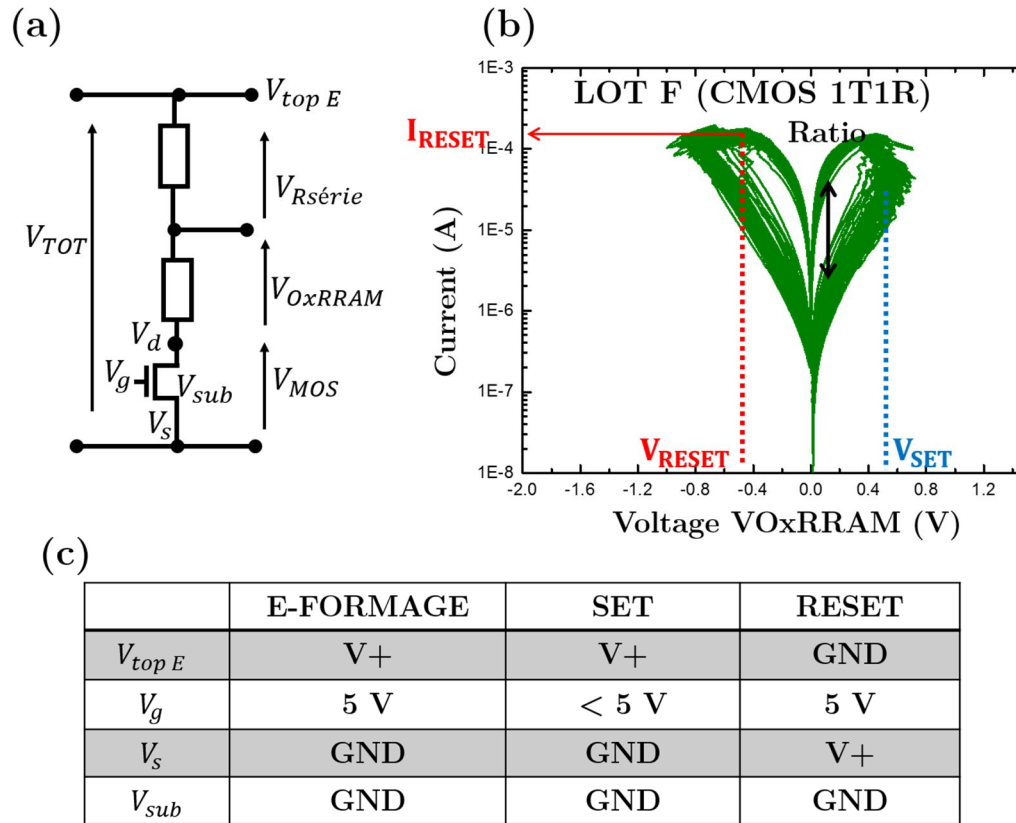 (a)
V_top E
V_Rsérie
V_TOT
V_OxRRAM
V_d
V_g
V_sub
V_MOS
V_s
(b)
LOT F (CMOS 1T1R)
Ratio
I_RESET
V_RESET
V_SET
Current (A)
1E-3
1E-4
1E-5
1E-6
1E-7
1E-8
-2.0 -1.6 -1.2 -0.8 -0.4 0.0 0.4 0.8 1.2
Voltage VOxRRAM (V)
(c)
E-FORMAGE SET RESET
V_top E V+ V+ GND
V_g 5 V < 5 V 5 V
V_s GND GND V+
V_sub GND GND GND